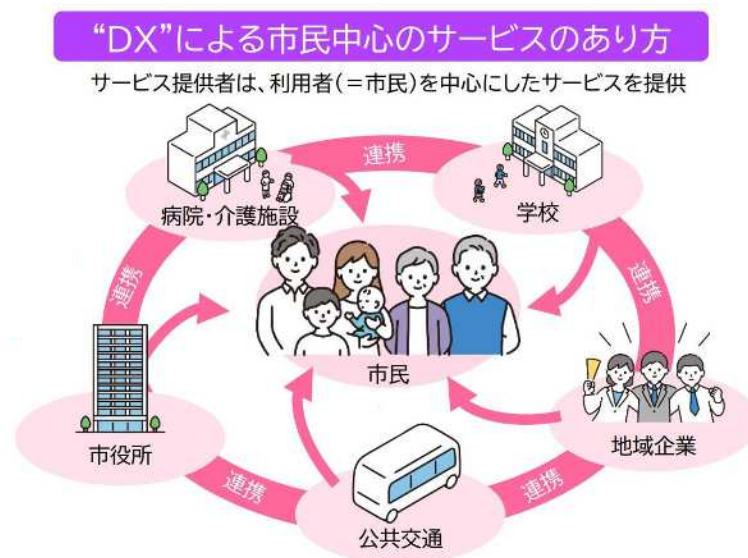 “DX”による市民中心のサービスのあり方
サービス提供者は、利用者(＝市民)を中心にしたサービスを提供
連携
病院・介護施設
学校
連携
連携
市民
市役所
地域企業
連携
連携
公共交通